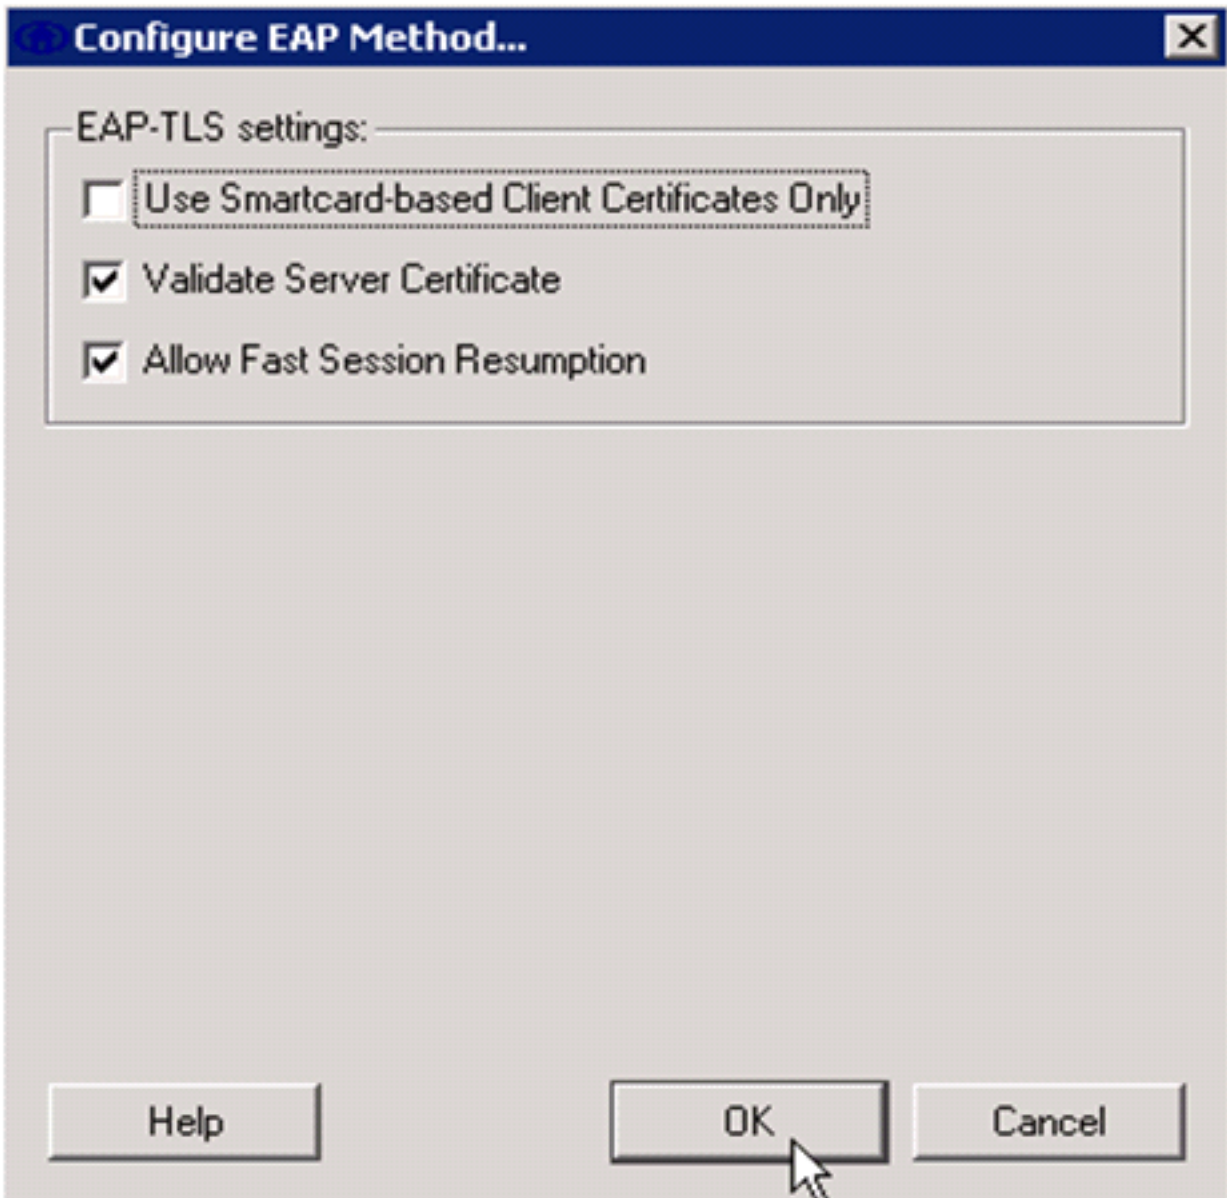 Configure EAP Method...
EAP-TLS settings:
Use Smartcard-based Client Certificates Only
Validate Server Certificate
Allow Fast Session Resumption
Help
OK
Cancel